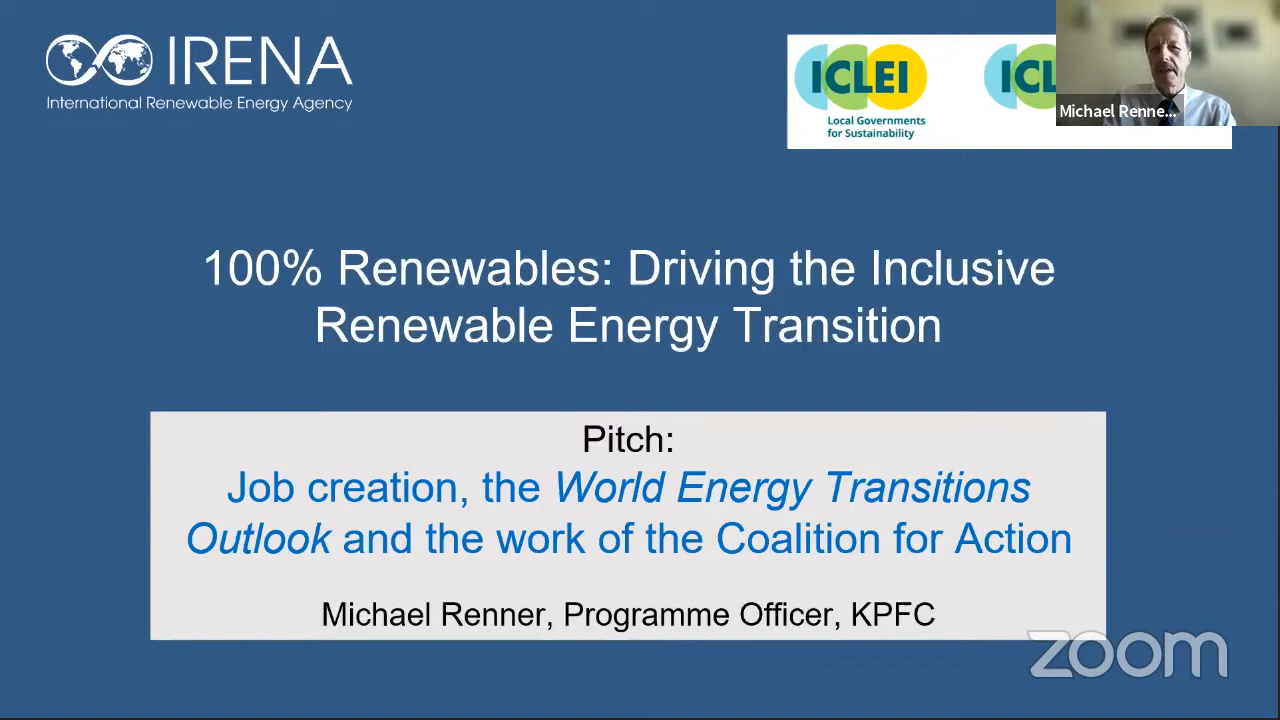 IRENA
International Renewable Energy Agency
ICLEI
Local Governments
for Sustainability
ICL
Michael Renne...
100% Renewables: Driving the Inclusive
Renewable Energy Transition
Pitch:
Job creation, the World Energy Transitions
Outlook and the work of the Coalition for Action
Michael Renner, Programme Officer, KPFC
zoom